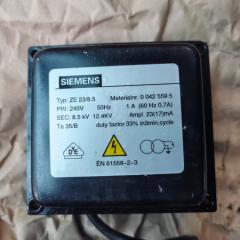 SIEMENS
Typ: ZE 23/8.5 Materialnr. 0 042 559 5
PRI: 240V 50Hz 1 A (60 Hz 0,7A)
SEC: 8.5 kV 12.4KV Ampl 23(17)mA
Ta 35/B duty factor 33% in3min.cycle
EN 61558-2-3